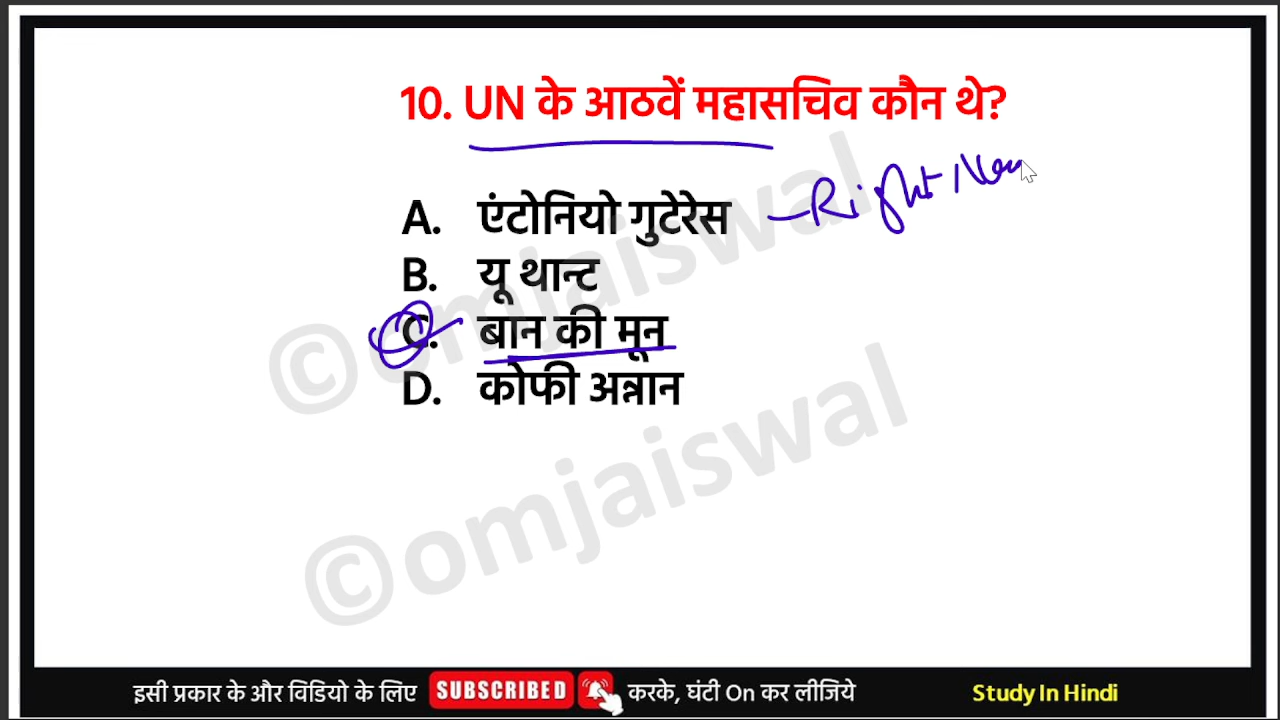 10. UN के आठवें महासचिव कौन थे?
A. एंटोनियो गुटेरेस - Right Now
B. यू थान्ट
C. बान की मून
D. कोफी अन्नान
©omjaiswal
©omjaiswal
इसी प्रकार के और विडियो के लिए SUBSCRIBED करके, घंटी On कर लीजिये Study In Hindi